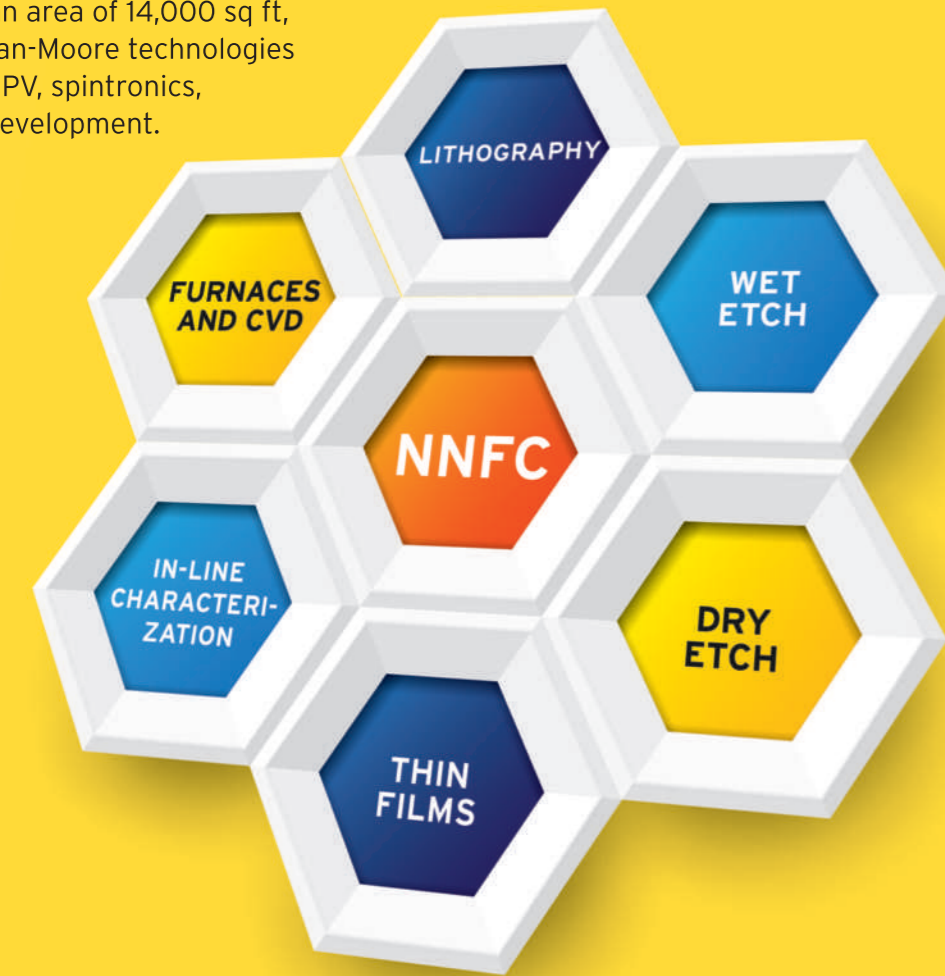 n area of 14,000 sq ft,
an-Moore technologies
PV, spintronics,
evelopment.
LITHOGRAPHY
FURNACES
AND CVD
WET
ETCH
NNFC
IN-LINE
CHARACTERI-
ZATION
DRY
ETCH
THIN
FILMS